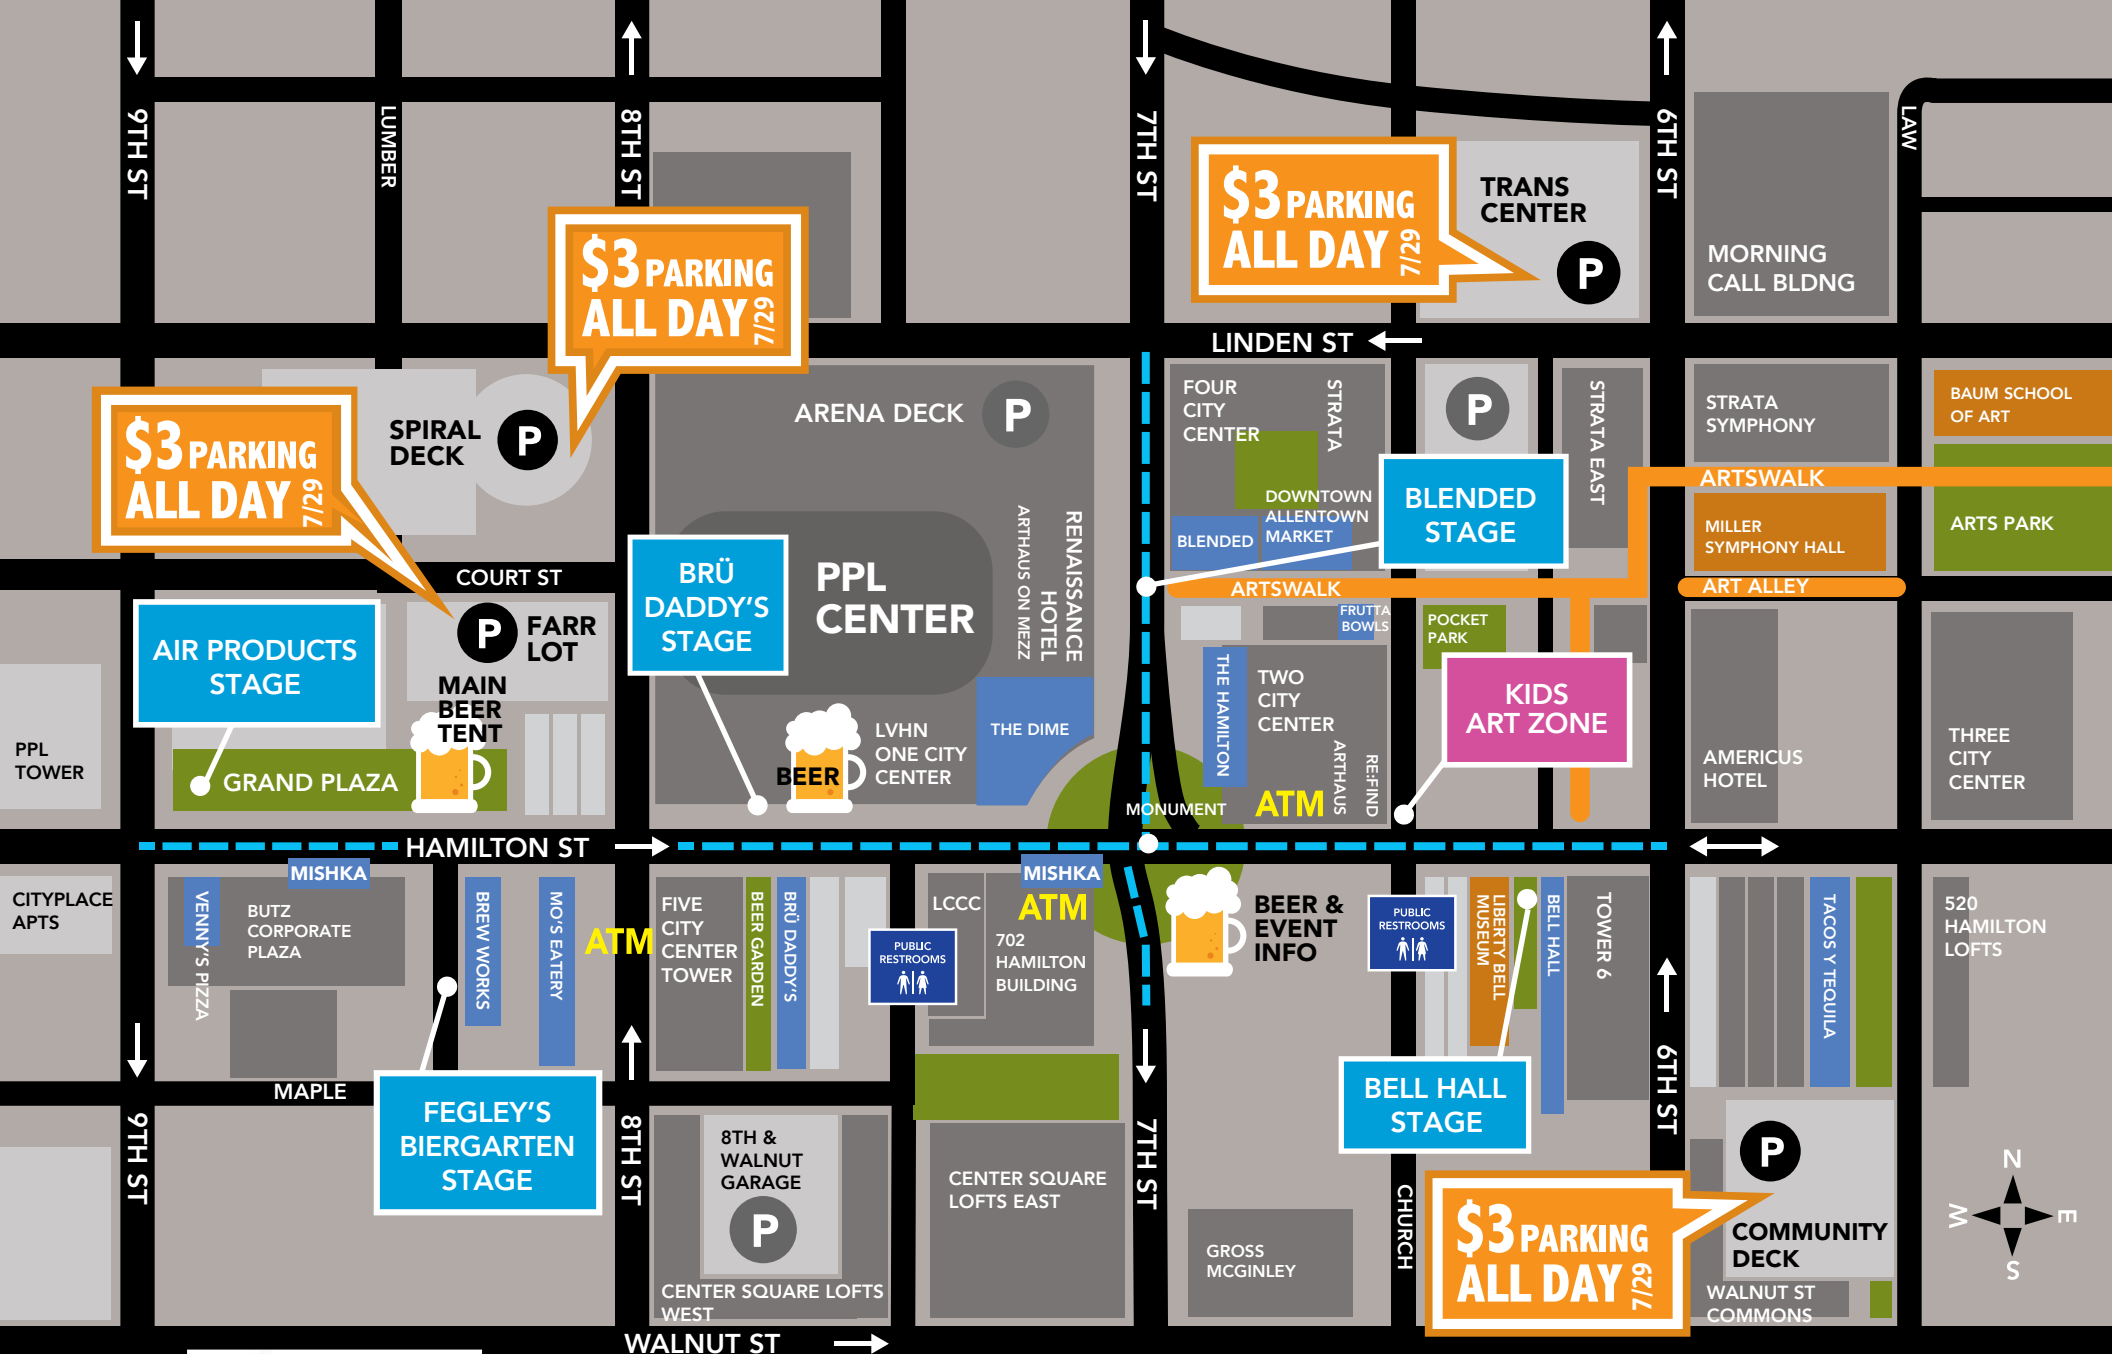 9TH ST
LUMBER
8TH ST
7TH ST
6TH ST
LAW
$3 PARKING
ALL DAY 7/29
TRANS
CENTER
P
MORNING
CALL BLDNG
$3 PARKING
ALL DAY 7/29
LINDEN ST
$3 PARKING
ALL DAY 7/29
SPIRAL
DECK
P
ARENA DECK
P
FOUR
CITY
CENTER
STRATA
P
STRATA EAST
STRATA
SYMPHONY
BAUM SCHOOL
OF ART
ARTSWALK
BLENDED
STAGE
DOWNTOWN
ALLENTOWN
MARKET
BLENDED
MILLER
SYMPHONY HALL
ARTS PARK
RENAISSANCE
HOTEL
ARTHAUS ON MEZZ
PPL
CENTER
BRÜ
DADDY'S
STAGE
COURT ST
ARTSWALK
ART ALLEY
AIR PRODUCTS
STAGE
P
FARR
LOT
FRUTTA
BOWLS
POCKET
PARK
MAIN
BEER
TENT
THE HAMILTON
TWO
CITY
CENTER
KIDS
ART ZONE
PPL
TOWER
GRAND PLAZA
BEER
LVHN
ONE CITY
CENTER
THE DIME
ARTHAUS
RE:FIND
AMERICUS
HOTEL
THREE
CITY
CENTER
MONUMENT
ATM
HAMILTON ST
MISHKA
MISHKA
CITYPLACE
APTS
VENNY'S PIZZA
BUTZ
CORPORATE
PLAZA
BREW WORKS
MO'S EATERY
ATM
FIVE
CITY
CENTER
TOWER
BEER GARDEN
BRÜ DADDY'S
PUBLIC
RESTROOMS
LCCC
ATM
702
HAMILTON
BUILDING
BEER &
EVENT
INFO
PUBLIC
RESTROOMS
LIBERTY BELL
MUSEUM
BELL HALL
TOWER 6
TACOS Y TEQUILA
520
HAMILTON
LOFTS
MAPLE
FEGLEY'S
BIERGARTEN
STAGE
BELL HALL
STAGE
9TH ST
8TH ST
7TH ST
6TH ST
8TH &
WALNUT
GARAGE
P
CENTER SQUARE LOFTS
WEST
CENTER SQUARE
LOFTS EAST
GROSS
MCGINLEY
CHURCH
$3 PARKING
ALL DAY 7/29
P
COMMUNITY
DECK
WALNUT ST
COMMONS
N
W
E
S
WALNUT ST